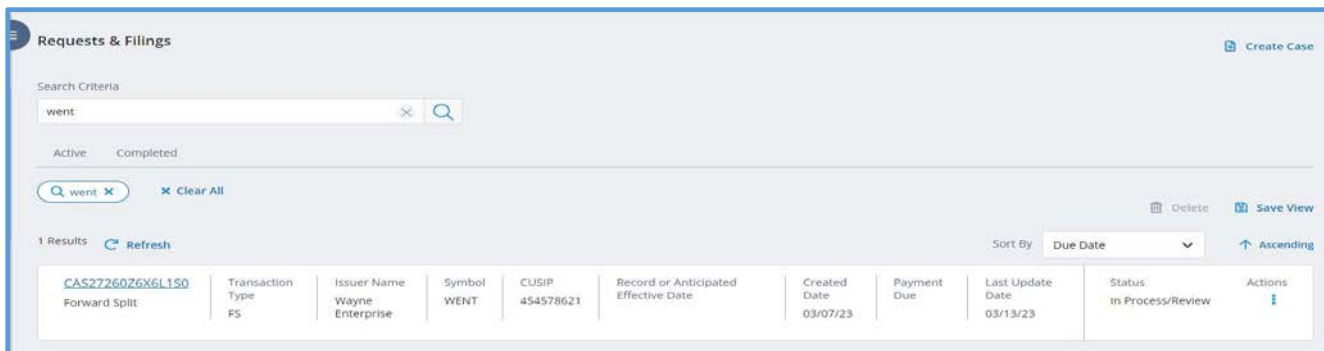 Requests & Filings
Create Case
Search Criteria
went
Active Completed
went Clear All
Delete Save View
1 Results Refresh Sort By Due Date Ascending
CAS27260Z6X6L1S0 Transaction Type Issuer Name Symbol CUSIP Record or Anticipated Effective Date Created Date Payment Due Last Update Date Status Actions
Forward Split FS Wayne Enterprise WENT 454578621 03/07/23 03/13/23 In Process/Review